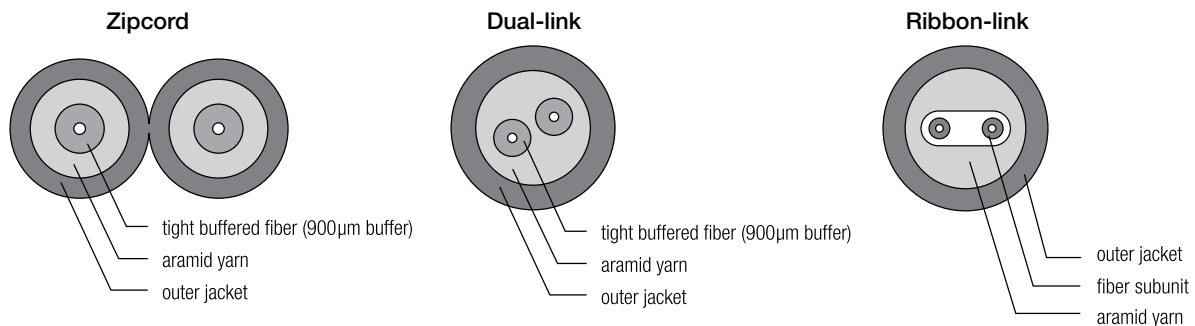 Zipcord
tight buffered fiber (900µm buffer)
aramid yarn
outer jacket
Dual-link
tight buffered fiber (900µm buffer)
aramid yarn
outer jacket
Ribbon-link
outer jacket
fiber subunit
aramid yarn